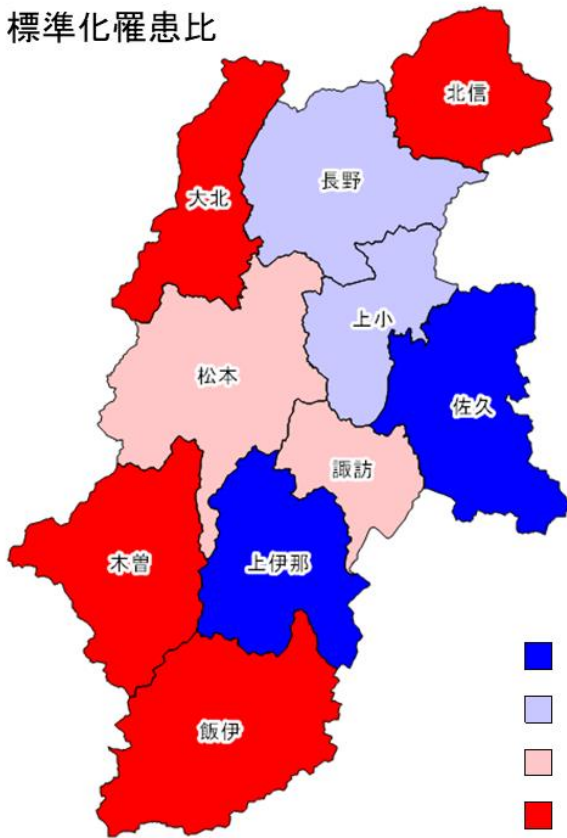 標準化罹患比
北信
長野
大北
上小
松本
佐久
諏訪
木曽
上伊那
飯伊